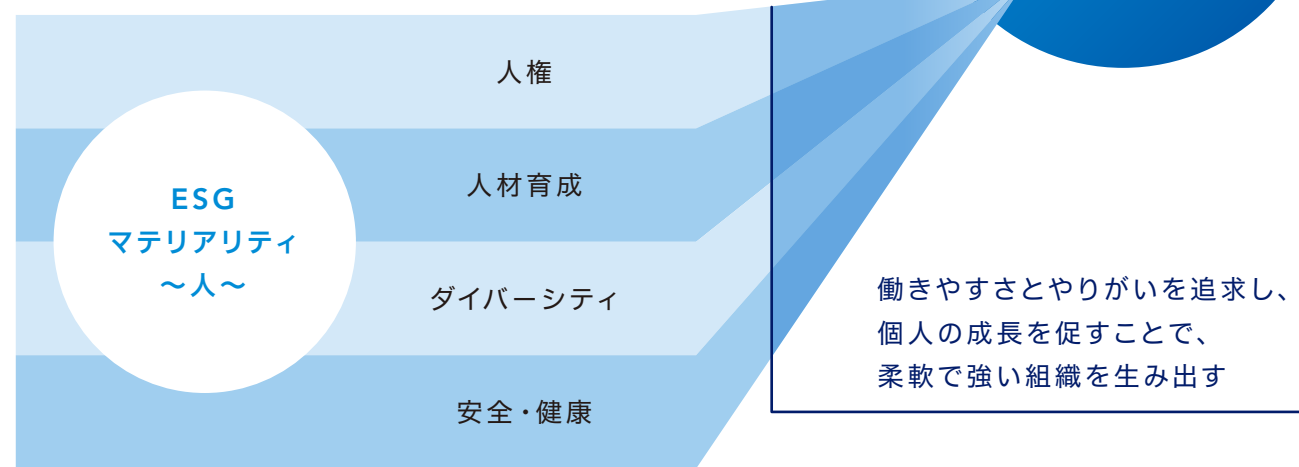 人権
人材育成
ESG
マテリアリティ
～人～
ダイバーシティ
安全・健康
働きやすさとやりがいを追求し、
個人の成長を促すことで、
柔軟で強い組織を生み出す